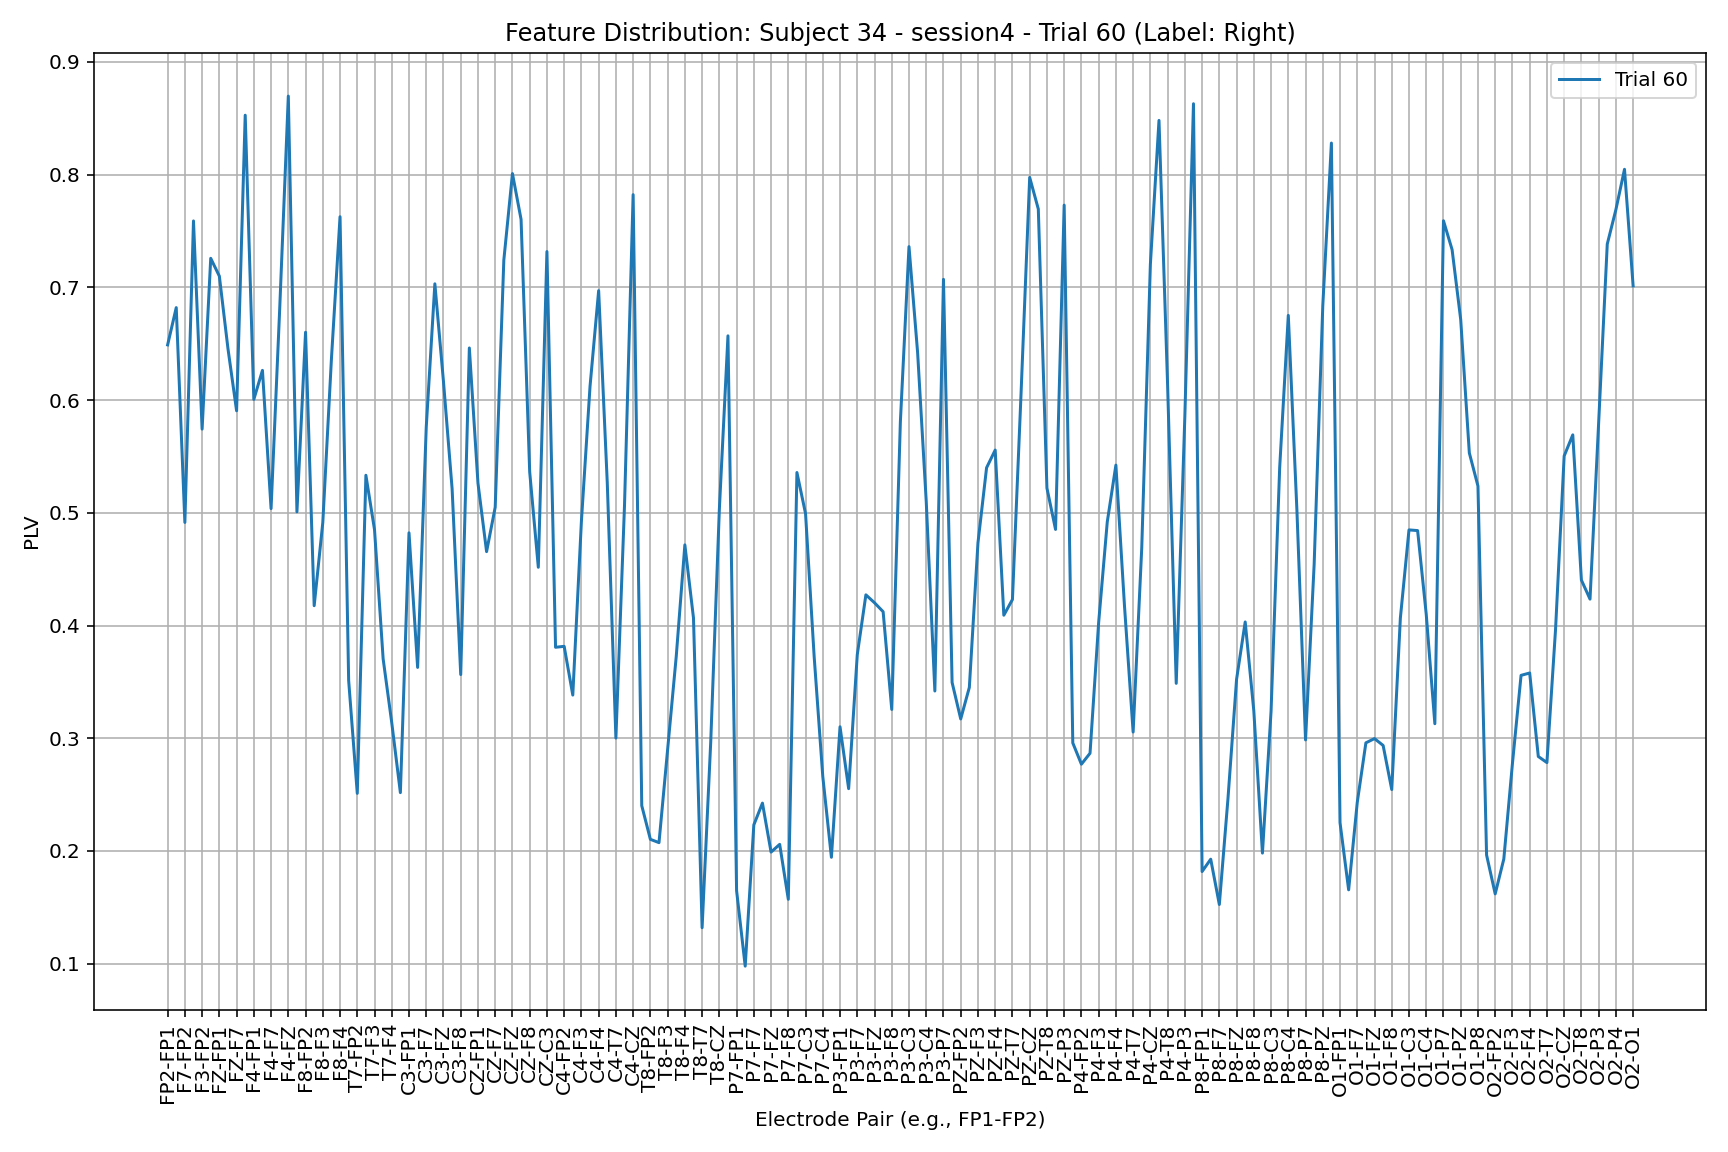 Feature Distribution: Subject 34 - session4 - Trial 60 (Label: Right)
Trial 60
0.9
0.8
0.7
0.6
0.5
0.4
0.3
0.2
0.1
PLV
FP2-FP1
F7-FP2
F3-FP2
FZ-FP1
FZ-F7
F4-FP1
F4-F7
F4-FZ
F8-FP2
F8-F3
F8-F4
T7-FP2
T7-F3
T7-F4
C3-FP1
C3-F7
C3-FZ
C3-F8
CZ-FP1
CZ-F7
CZ-FZ
CZ-F8
CZ-C3
C4-FP2
C4-F3
C4-F4
C4-T7
C4-CZ
T8-FP2
T8-F3
T8-F4
T8-T7
T8-CZ
P7-FP1
P7-F7
P7-FZ
P7-F8
P7-C3
P7-C4
P3-FP1
P3-F7
P3-FZ
P3-F8
P3-C3
P3-C4
P3-P7
PZ-FP2
PZ-F3
PZ-F4
PZ-T7
PZ-CZ
PZ-T8
PZ-P3
P4-FP2
P4-F3
P4-F4
P4-T7
P4-CZ
P4-T8
P4-P3
P8-FP1
P8-F7
P8-FZ
P8-F8
P8-C3
P8-C4
P8-P7
P8-PZ
O1-FP1
O1-F7
O1-FZ
O1-F8
O1-C3
O1-C4
O1-P7
O1-PZ
O1-P8
O2-FP2
O2-F3
O2-F4
O2-T7
O2-CZ
O2-T8
O2-P3
O2-P4
O2-O1
Electrode Pair (e.g., FP1-FP2)